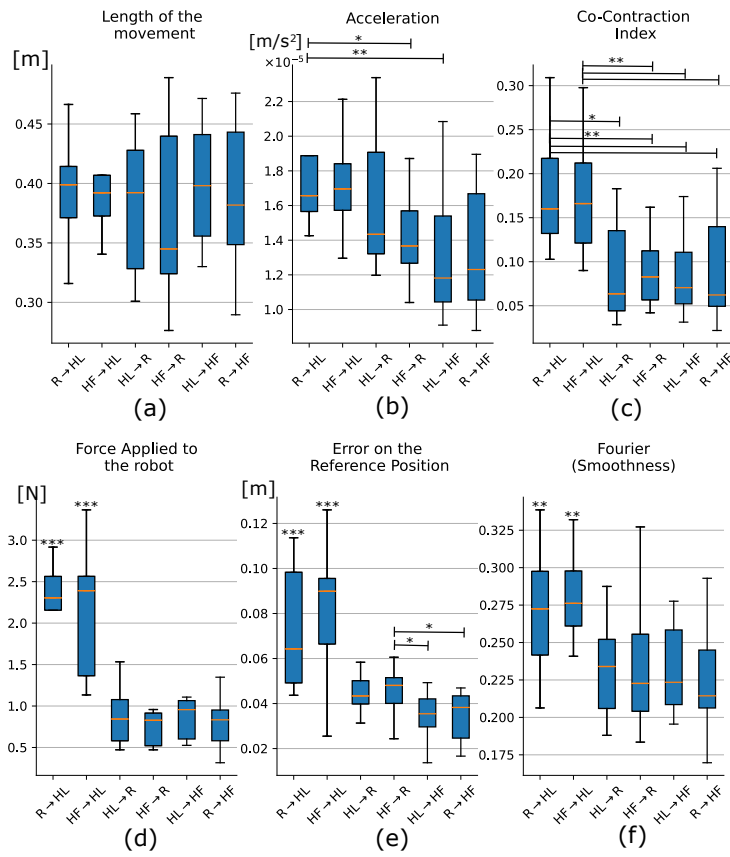 Length of the
movement
[m]
0.45
0.40
0.35
0.30
R→HL
HF→HL
HL→R
HF→R
HL→HF
R→HF
(a)
Acceleration
[m/s²]
×10⁻⁵
*
**
2.2
2.0
1.8
1.6
1.4
1.2
1.0
R→HL
HF→HL
HL→R
HF→R
HL→HF
R→HF
(b)
Co-Contraction
Index
**
*
**
0.30
0.25
0.20
0.15
0.10
0.05
R→HL
HF→HL
HL→R
HF→R
HL→HF
R→HF
(c)
Force Applied to
the robot
[N]
***
***
3.0
2.5
2.0
1.5
1.0
0.5
R→HL
HF→HL
HL→R
HF→R
HL→HF
R→HF
(d)
Error on the
Reference Position
[m]
***
***
*
*
0.12
0.10
0.08
0.06
0.04
0.02
R→HL
HF→HL
HL→R
HF→R
HL→HF
R→HF
(e)
Fourier
(Smoothness)
**
**
0.325
0.300
0.275
0.250
0.225
0.200
0.175
R→HL
HF→HL
HL→R
HF→R
HL→HF
R→HF
(f)